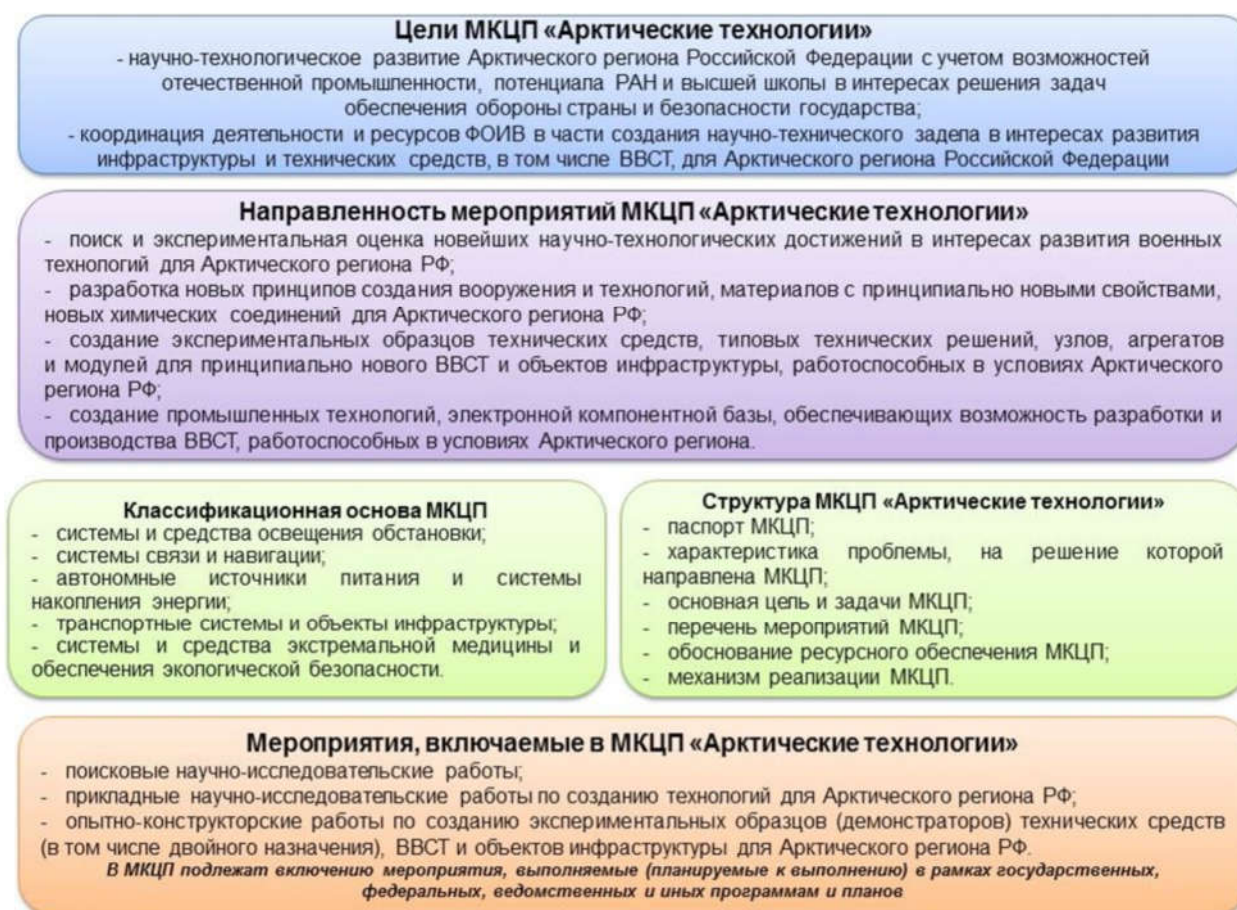 Цели МКЦП «Арктические технологии»
- научно-технологическое развитие Арктического региона Российской Федерации с учетом возможностей
отечественной промышленности, потенциала РАН и высшей школы в интересах решения задач
обеспечения обороны страны и безопасности государства;
- координация деятельности и ресурсов ФОИВ в части создания научно-технического задела в интересах развития
инфраструктуры и технических средств, в том числе ВВСТ, для Арктического региона Российской Федерации
Направленность мероприятий МКЦП «Арктические технологии»
- поиск и экспериментальная оценка новейших научно-технологических достижений в интересах развития военных
технологий для Арктического региона РФ;
- разработка новых принципов создания вооружения и технологий, материалов с принципиально новыми свойствами,
новых химических соединений для Арктического региона РФ;
- создание экспериментальных образцов технических средств, типовых технических решений, узлов, агрегатов
и модулей для принципиально нового ВВСТ и объектов инфраструктуры, работоспособных в условиях Арктического
региона РФ;
- создание промышленных технологий, электронной компонентной базы, обеспечивающих возможность разработки и
производства ВВСТ, работоспособных в условиях Арктического региона.
Классификационная основа МКЦП
- системы и средства освещения обстановки;
- системы связи и навигации;
- автономные источники питания и системы
накопления энергии;
- транспортные системы и объекты инфраструктуры;
- системы и средства экстремальной медицины и
обеспечения экологической безопасности.
Структура МКЦП «Арктические технологии»
- паспорт МКЦП;
- характеристика проблемы, на решение которой
направлена МКЦП;
- основная цель и задачи МКЦП;
- перечень мероприятий МКЦП;
- обоснование ресурсного обеспечения МКЦП;
- механизм реализации МКЦП.
Мероприятия, включаемые в МКЦП «Арктические технологии»
- поисковые научно-исследовательские работы;
- прикладные научно-исследовательские работы по созданию технологий для Арктического региона РФ;
- опытно-конструкторские работы по созданию экспериментальных образцов (демонстраторов) технических средств
(в том числе двойного назначения), ВВСТ и объектов инфраструктуры для Арктического региона РФ.
В МКЦП подлежат включению мероприятия, выполняемые (планируемые к выполнению) в рамках государственных,
федеральных, ведомственных и иных программам и планов